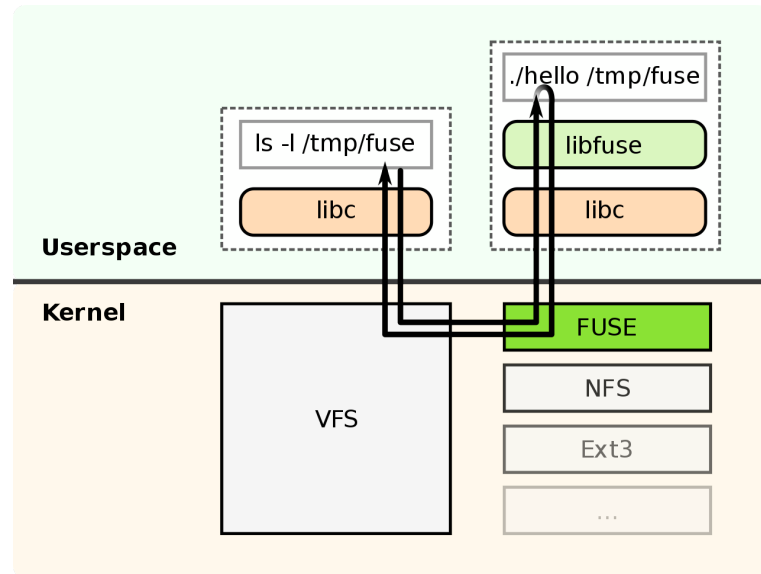 ./hello /tmp/fuse
ls -l /tmp/fuse
libfuse
libc
libc
Userspace
Kernel
FUSE
NFS
VFS
Ext3
...